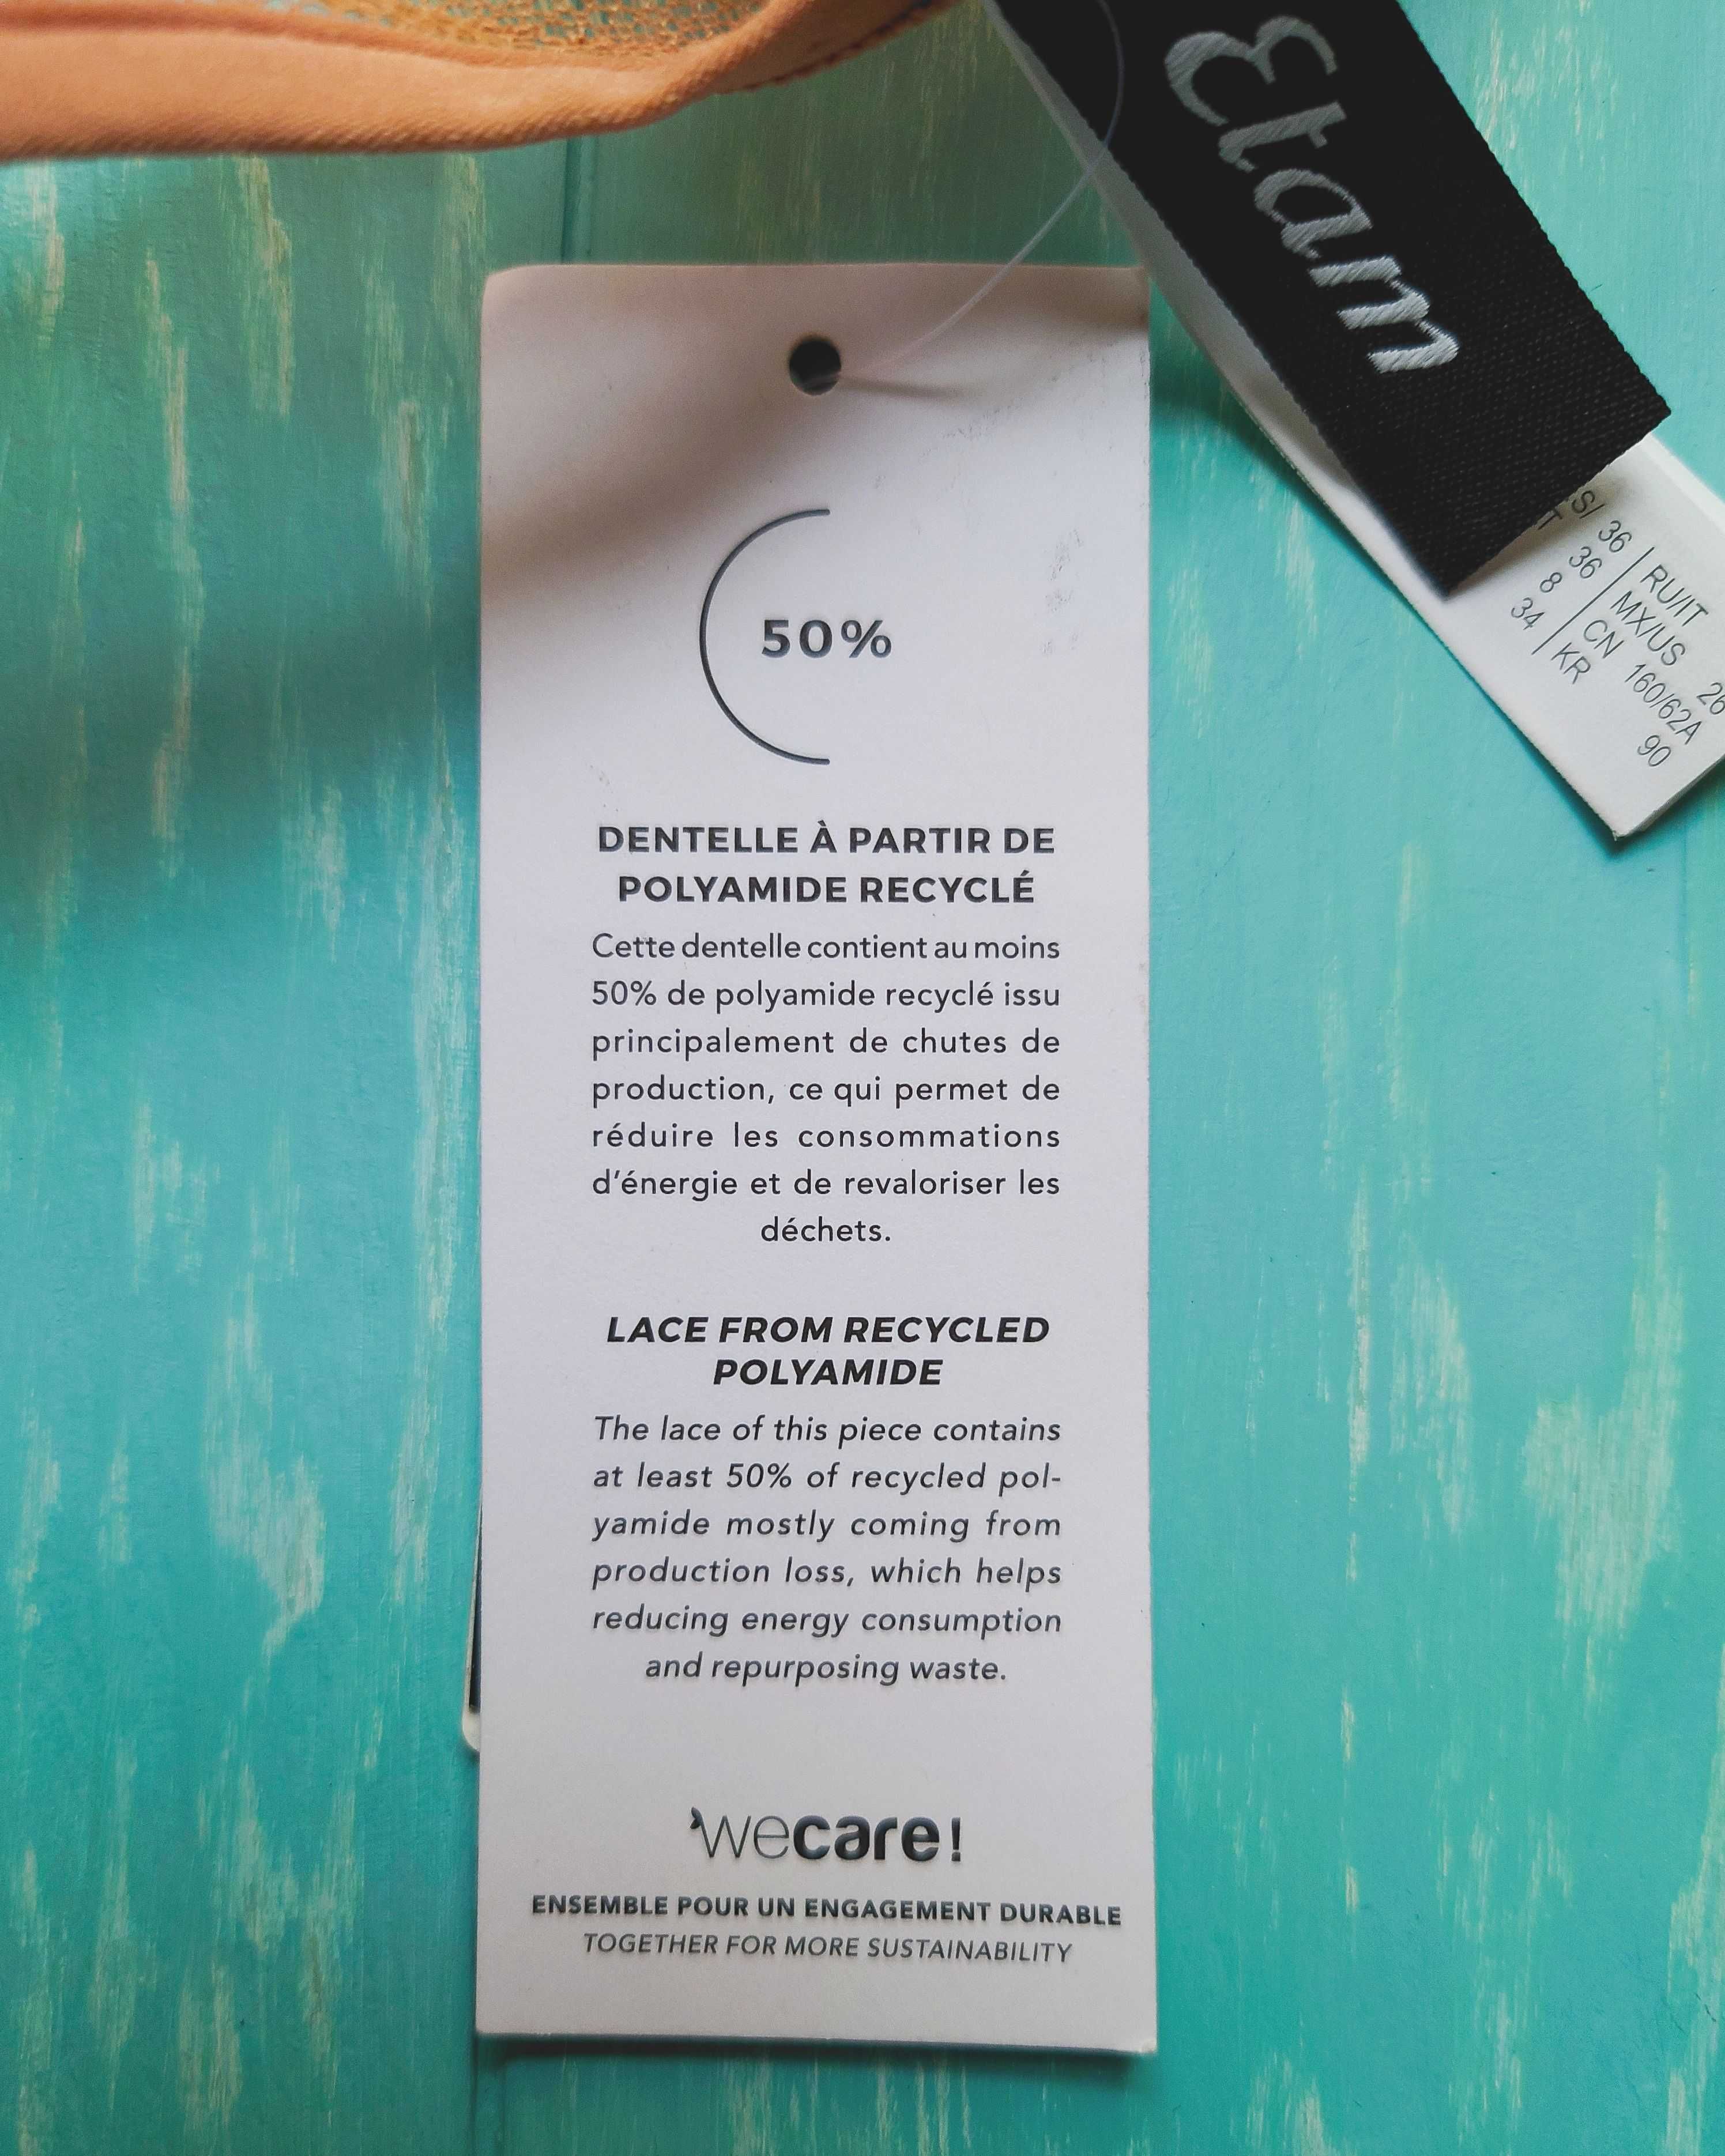 Etam
S/ 36 RU/IT
36 MX/US 26
8 CN 160/62A
34 KR 90
50%
DENTELLE À PARTIR DE
POLYAMIDE RECYCLÉ
Cette dentelle contient au moins
50% de polyamide recyclé issu
principalement de chutes de
production, ce qui permet de
réduire les consommations
d'énergie et de revaloriser les
déchets.
LACE FROM RECYCLED
POLYAMIDE
The lace of this piece contains
at least 50% of recycled pol-
yamide mostly coming from
production loss, which helps
reducing energy consumption
and repurposing waste.
wecare!
ENSEMBLE POUR UN ENGAGEMENT DURABLE
TOGETHER FOR MORE SUSTAINABILITY